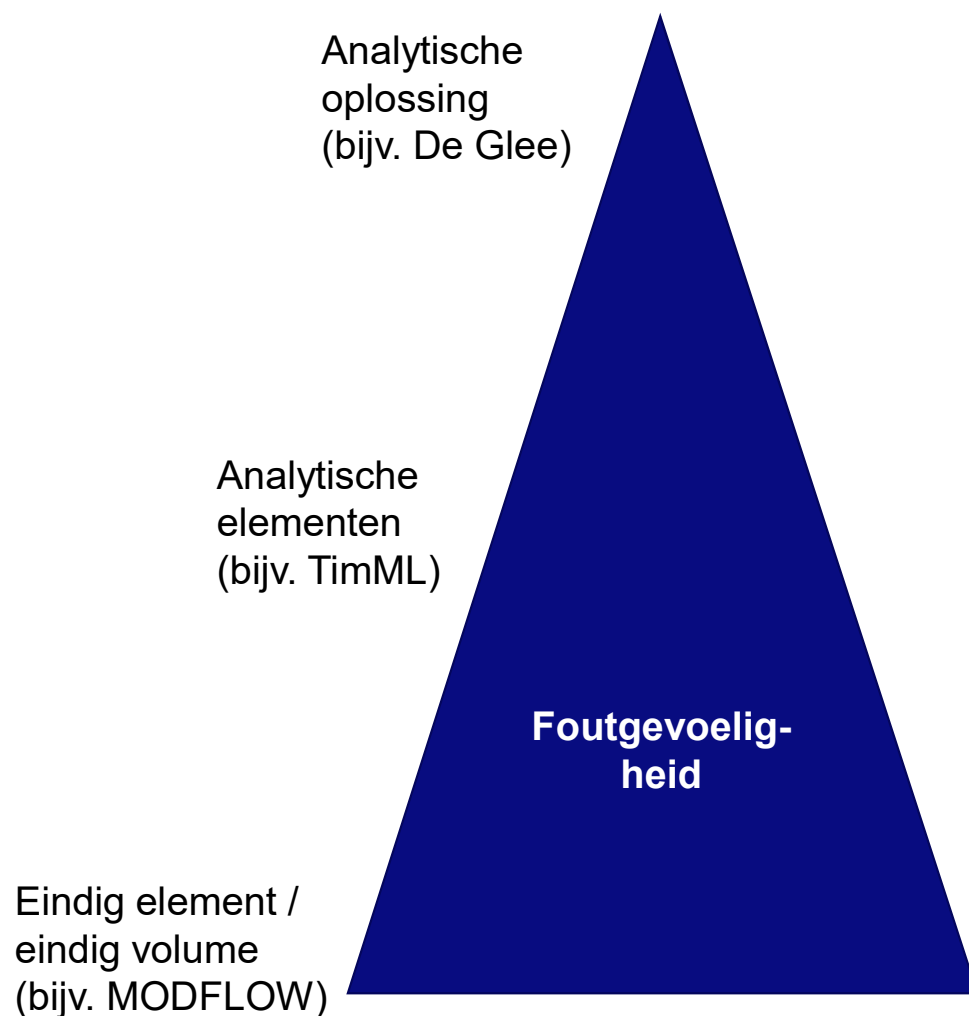 Analytische
oplossing
(bijv. De Glee)
Analytische
elementen
(bijv. TimML)
Foutgevoelig-
heid
Eindig element /
eindig volume
(bijv. MODFLOW)